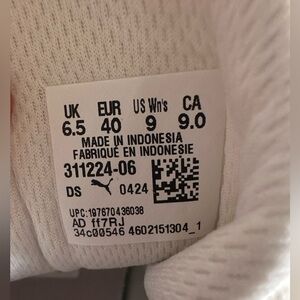 UK EUR US Wn's CA
6.5 40 9 9.0
MADE IN INDONESIA
FABRIQUÉ EN INDONÉSIE
311224-06
DS 0424
UPC:197670436038
AD ff7RJ
34c00546 4602151304_1